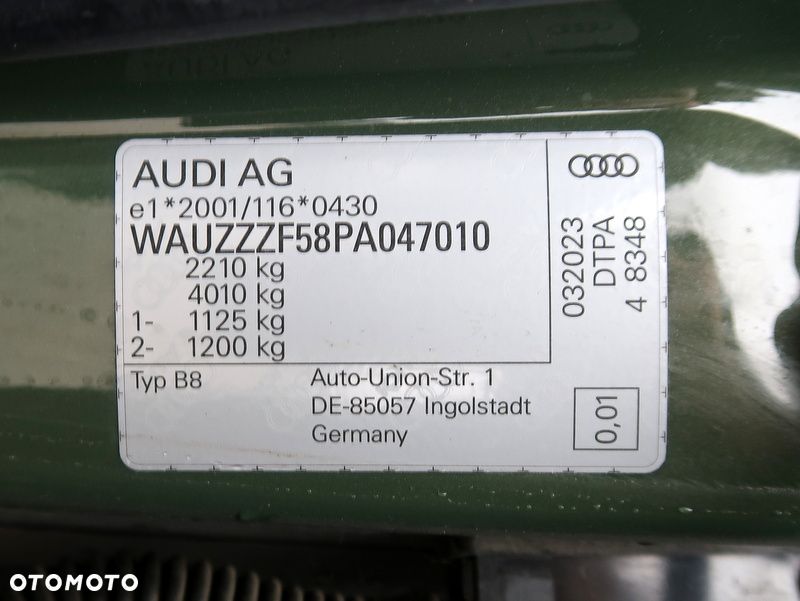 AUDI AG
e1*2001/116*0430
WAUZZZF58PA047010
2210 kg
4010 kg
1- 1125 kg
2- 1200 kg
Typ B8
Auto-Union-Str. 1
DE-85057 Ingolstadt
Germany
032023
DTPA
4 8348
0,01
OTOMOTO